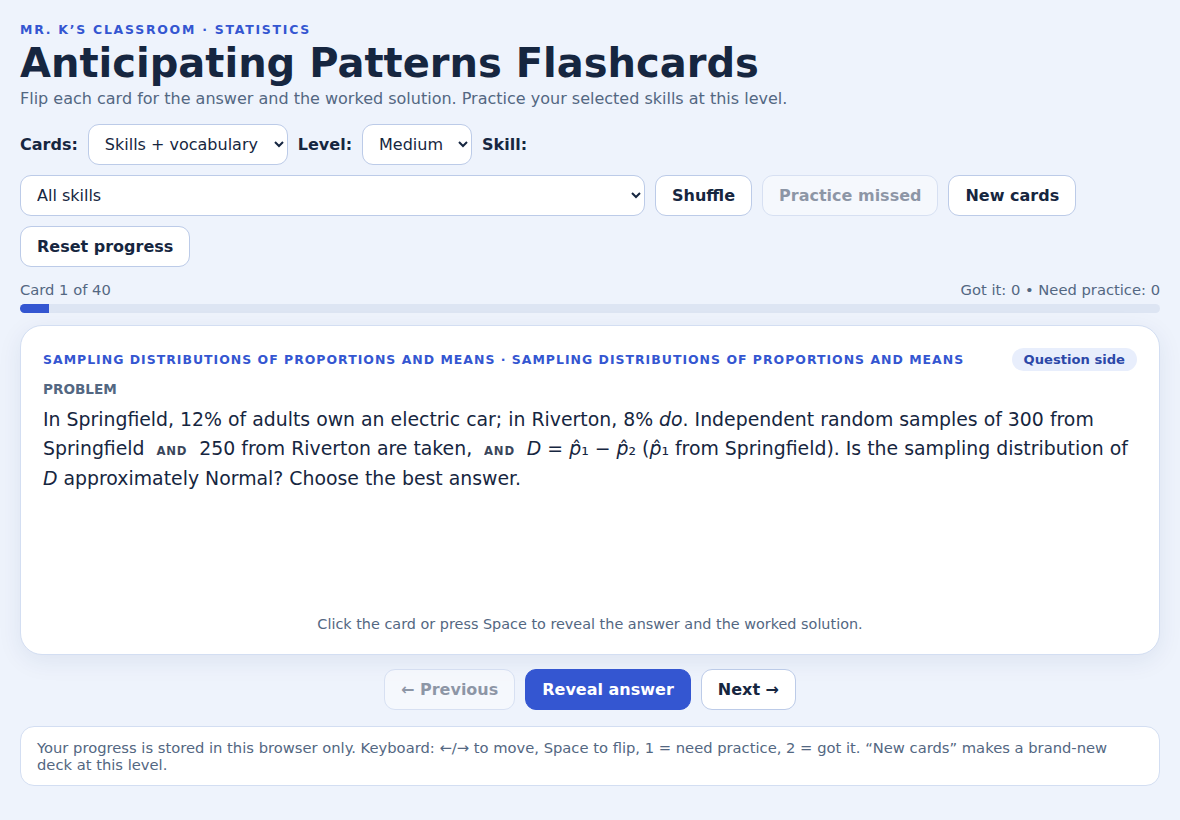 MR. K’S CLASSROOM · STATISTICS
Anticipating Patterns Flashcards
Flip each card for the answer and the worked solution. Practice your selected skills at this level.
Cards: Skills + vocabulary Level: Medium Skill:
All skills Shuffle Practice missed New cards
Reset progress
Card 1 of 40 Got it: 0 • Need practice: 0
SAMPLING DISTRIBUTIONS OF PROPORTIONS AND MEANS · SAMPLING DISTRIBUTIONS OF PROPORTIONS AND MEANS Question side
PROBLEM
In Springfield, 12% of adults own an electric car; in Riverton, 8% do. Independent random samples of 300 from
Springfield AND 250 from Riverton are taken, AND D = p̂₁ − p̂₂ (p̂₁ from Springfield). Is the sampling distribution of
D approximately Normal? Choose the best answer.
Click the card or press Space to reveal the answer and the worked solution.
← Previous Reveal answer Next →
Your progress is stored in this browser only. Keyboard: ←/→ to move, Space to flip, 1 = need practice, 2 = got it. “New cards” makes a brand-new
deck at this level.